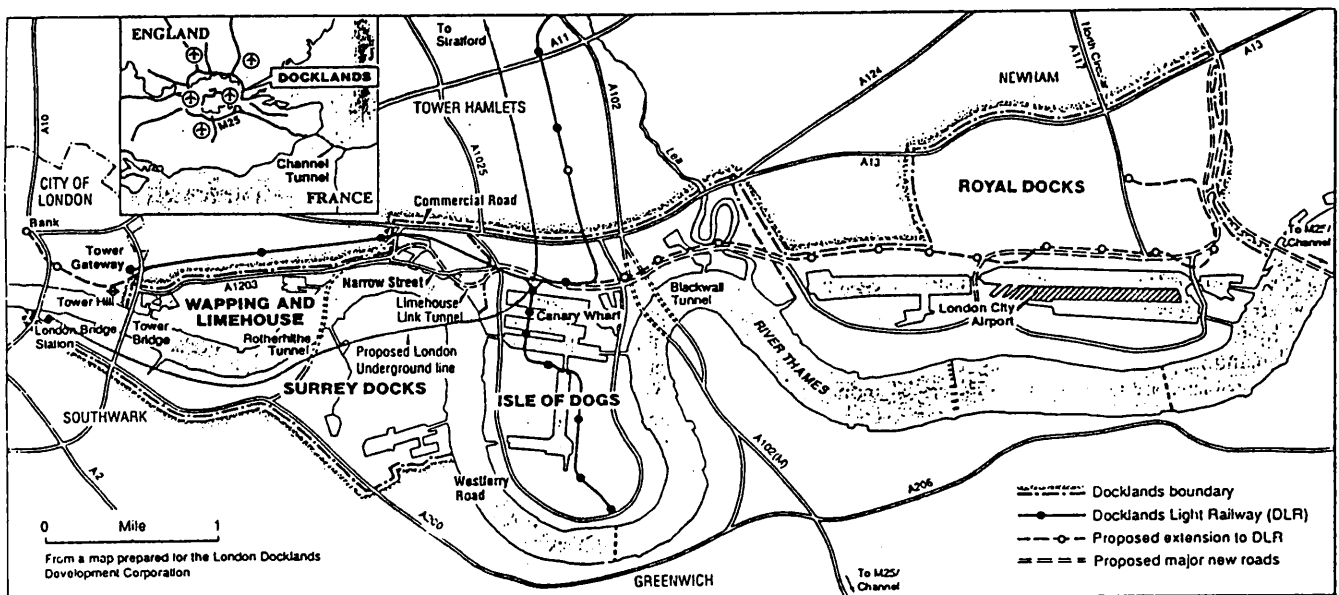 ENGLAND
DOCKLANDS
M25
Channel
Tunnel
FRANCE
To
Stratford
A11
A102
TOWER HAMLETS
A1025
Lea
A124
NEWHAM
North Circ
A13
A13
ROYAL DOCKS
A10
CITY OF
LONDON
Bank
Commercial Road
Tower
Gateway
A1203
Tower Hill
WAPPING AND
LIMEHOUSE
Narrow Street
Limehouse
Link Tunnel
London Bridge
Station
Tower
Bridge
Rotherhithe
Tunnel
Canary Wharf
Blackwall
Tunnel
London City
Airport
To M25/
Channel
Proposed London
Underground line
SURREY DOCKS
ISLE OF DOGS
RIVER THAMES
SOUTHWARK
A2
Westferry
Road
A200
A102(M)
A206
GREENWICH
To M25/
Channel
0 Mile 1
From a map prepared for the London Docklands
Development Corporation
Docklands boundary
Docklands Light Railway (DLR)
Proposed extension to DLR
Proposed major new roads